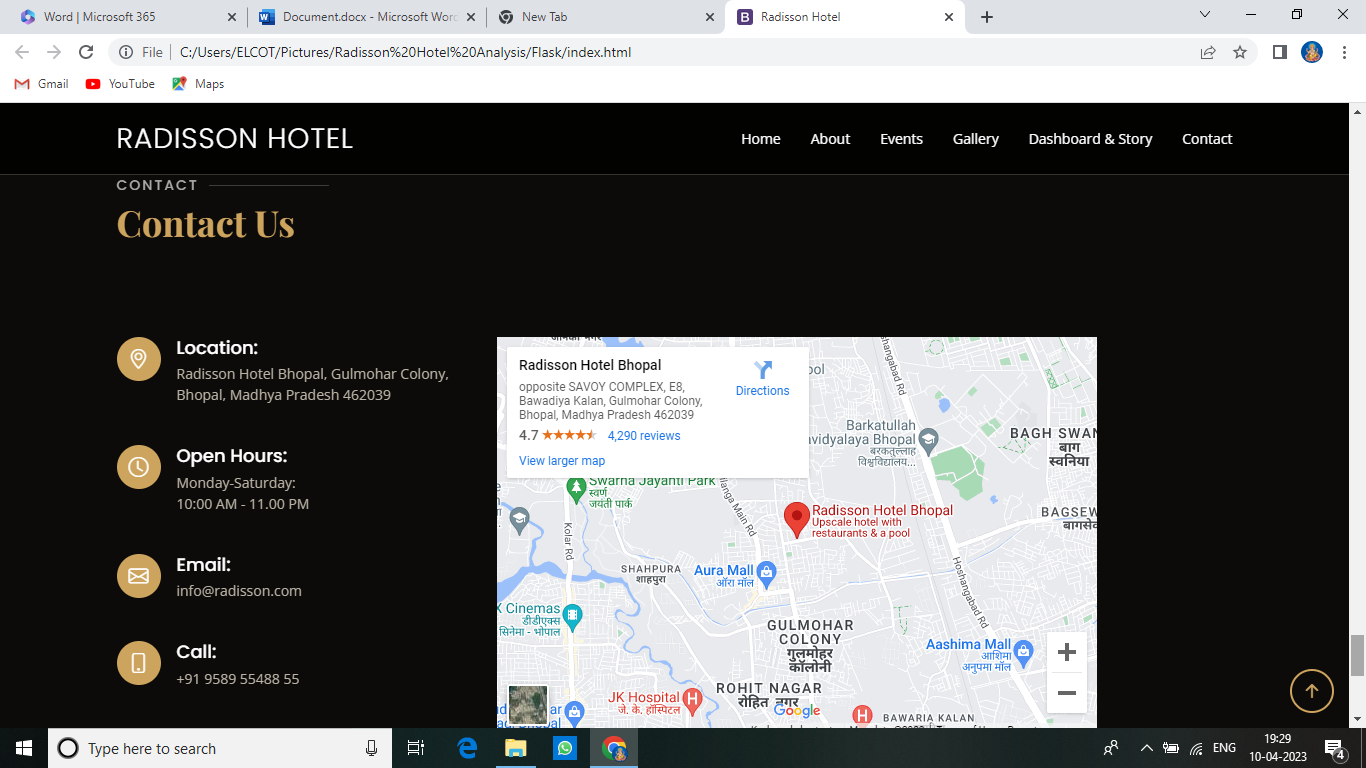 Word | Microsoft 365
Document.docx - Microsoft Word
New Tab
Radisson Hotel
File
C:/Users/ELCOT/Pictures/Radisson%20Hotel%20Analysis/Flask/index.html
Gmail
YouTube
Maps
RADISSON HOTEL
Home
About
Events
Gallery
Dashboard & Story
Contact
CONTACT
Contact Us
Location:
Radisson Hotel Bhopal, Gulmohar Colony,
Bhopal, Madhya Pradesh 462039
Open Hours:
Monday-Saturday:
10:00 AM - 11.00 PM
Email:
info@radisson.com
Call:
+91 9589 55488 55
Radisson Hotel Bhopal
opposite SAVOY COMPLEX, E8,
Bawadiya Kalan, Gulmohar Colony,
Bhopal, Madhya Pradesh 462039
4.7
4,290 reviews
View larger map
Directions
Hoshangabad Rd
Barkatullah
Bhopal
बरकतुल्लाह
विश्वविद्यालय...
BAGH SWAN
बाग
स्वनिया
Swarna Jayanti Park
स्वर्ण
जयंती पार्क
Main Rd
Kolar Rd
Radisson Hotel Bhopal
Upscale hotel with
restaurants & a pool
BAGSEW
बागसे
SHAHPURA
शाहपुरा
Aura Mall
ऑरा मॉल
Hoshangabad Rd
X Cinemas
डीडीएक्स
सिनेमा - भोपाल
GULMOHAR
COLONY
गुलमोहर
कॉलोनी
Aashima Mall
आशिमा
अनुपमा मॉल
JK Hospital
जे. के. हॉस्पिटल
ROHIT NAGAR
रोहित नगर
Google
BAWARIA KALAN
Type here to search
ENG
19:29
10-04-2023
4